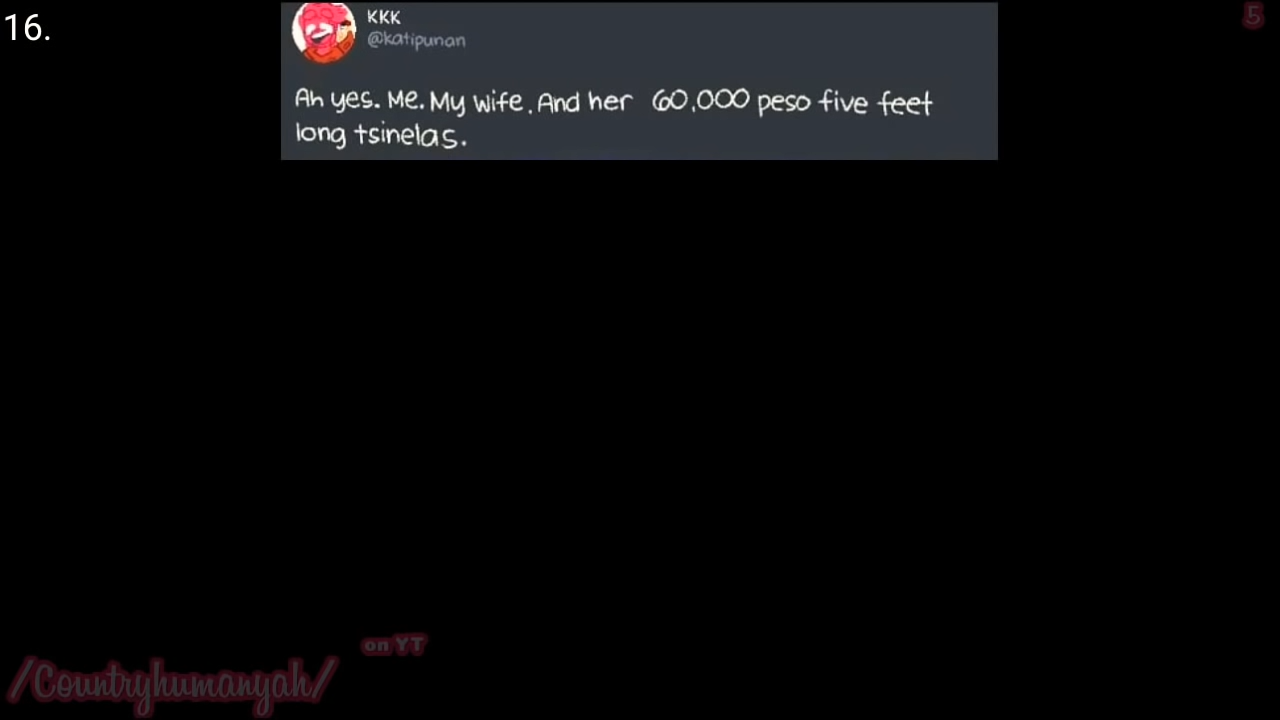 16.
5
KKK
@katipunan
Ah yes. Me. My wife. And her 60,000 peso five feet
long tsinelas.
on YT
/Countryhumanyah/